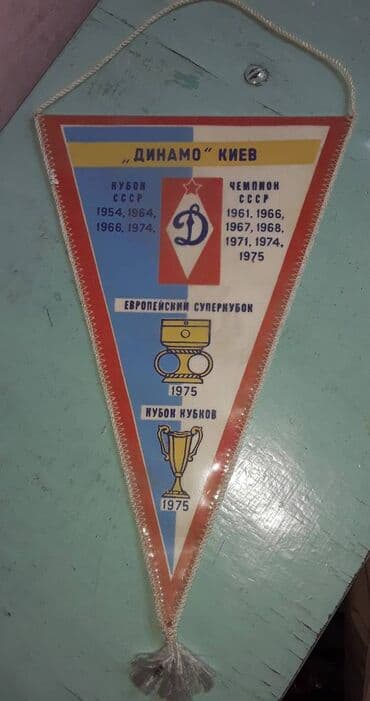 „ДИНАМО" КИЕВ
КУБОК
СССР
1954, 1964,
1966, 1974.
Д
ЧЕМПИОН
СССР
1961, 1966,
1967, 1968,
1971, 1974,
1975
ЕВРОПЕЙСКИЙ СУПЕРКУБОК
1975
КУБОК КУБКОВ
1975